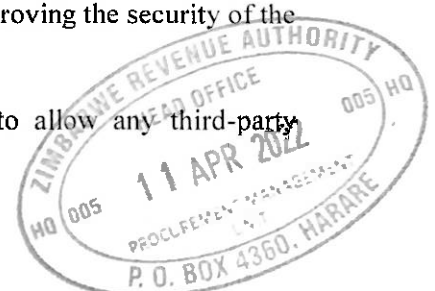 roving the security of the
to allow any third-party
ZIMBABWE REVENUE AUTHORITY
HEAD OFFICE
005 HQ
11 APR 2022
HQ 005
PROCUREMENT MANAGEMENT
UNIT
P. O. BOX 4360, HARARE